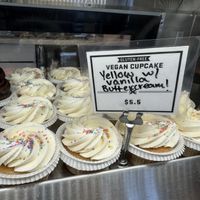 GLUTEN-FREE
VEGAN CUPCAKE
Yellow w/
vanilla
Buttercream!
$5.5